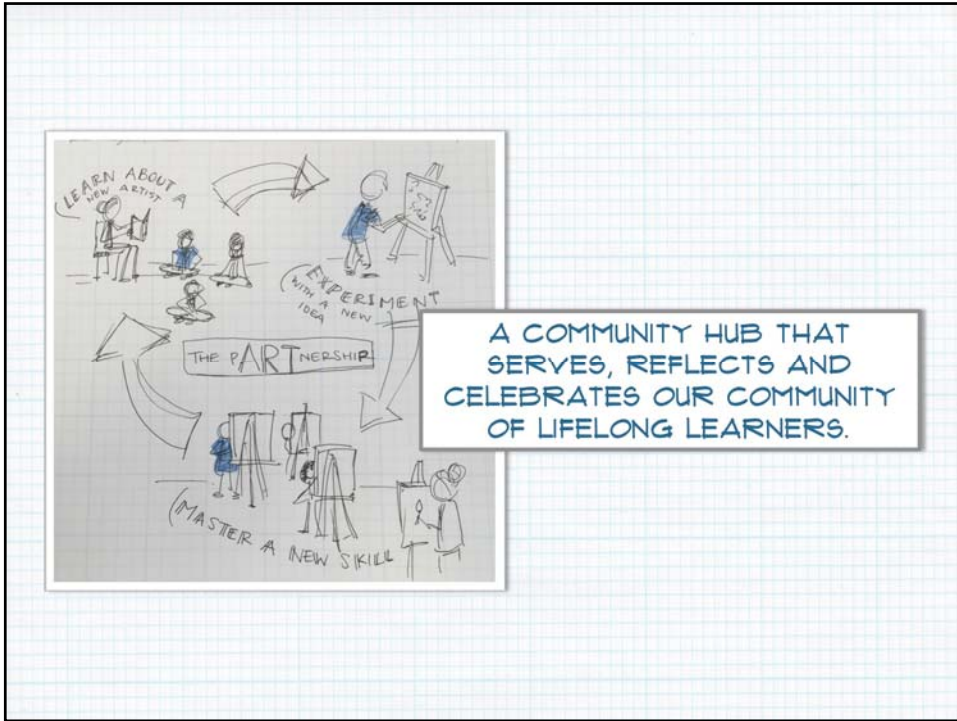 LEARN ABOUT A
NEW ARTIST
EXPERIMENT
WITH A NEW
IDEA
THE PARTNERSHIP
MASTER A NEW SKILL
A COMMUNITY HUB THAT
SERVES, REFLECTS AND
CELEBRATES OUR COMMUNITY
OF LIFELONG LEARNERS.